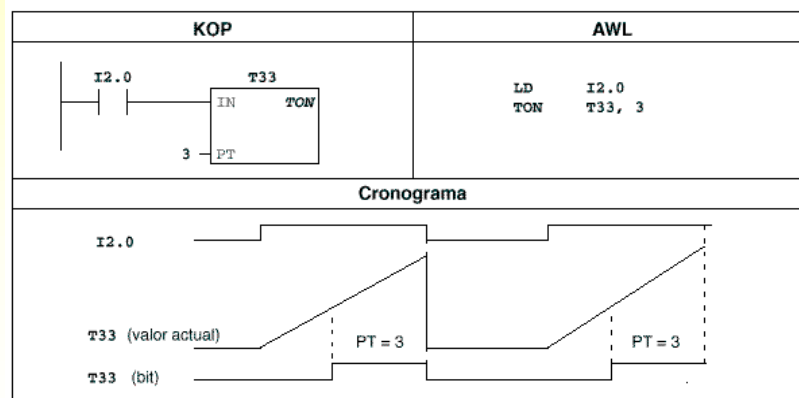 KOP
AWL
I2.0
T33
IN TON
3 PT
LD I2.0
TON T33, 3
Cronograma
I2.0
T33 (valor actual)
PT = 3
PT = 3
T33 (bit)